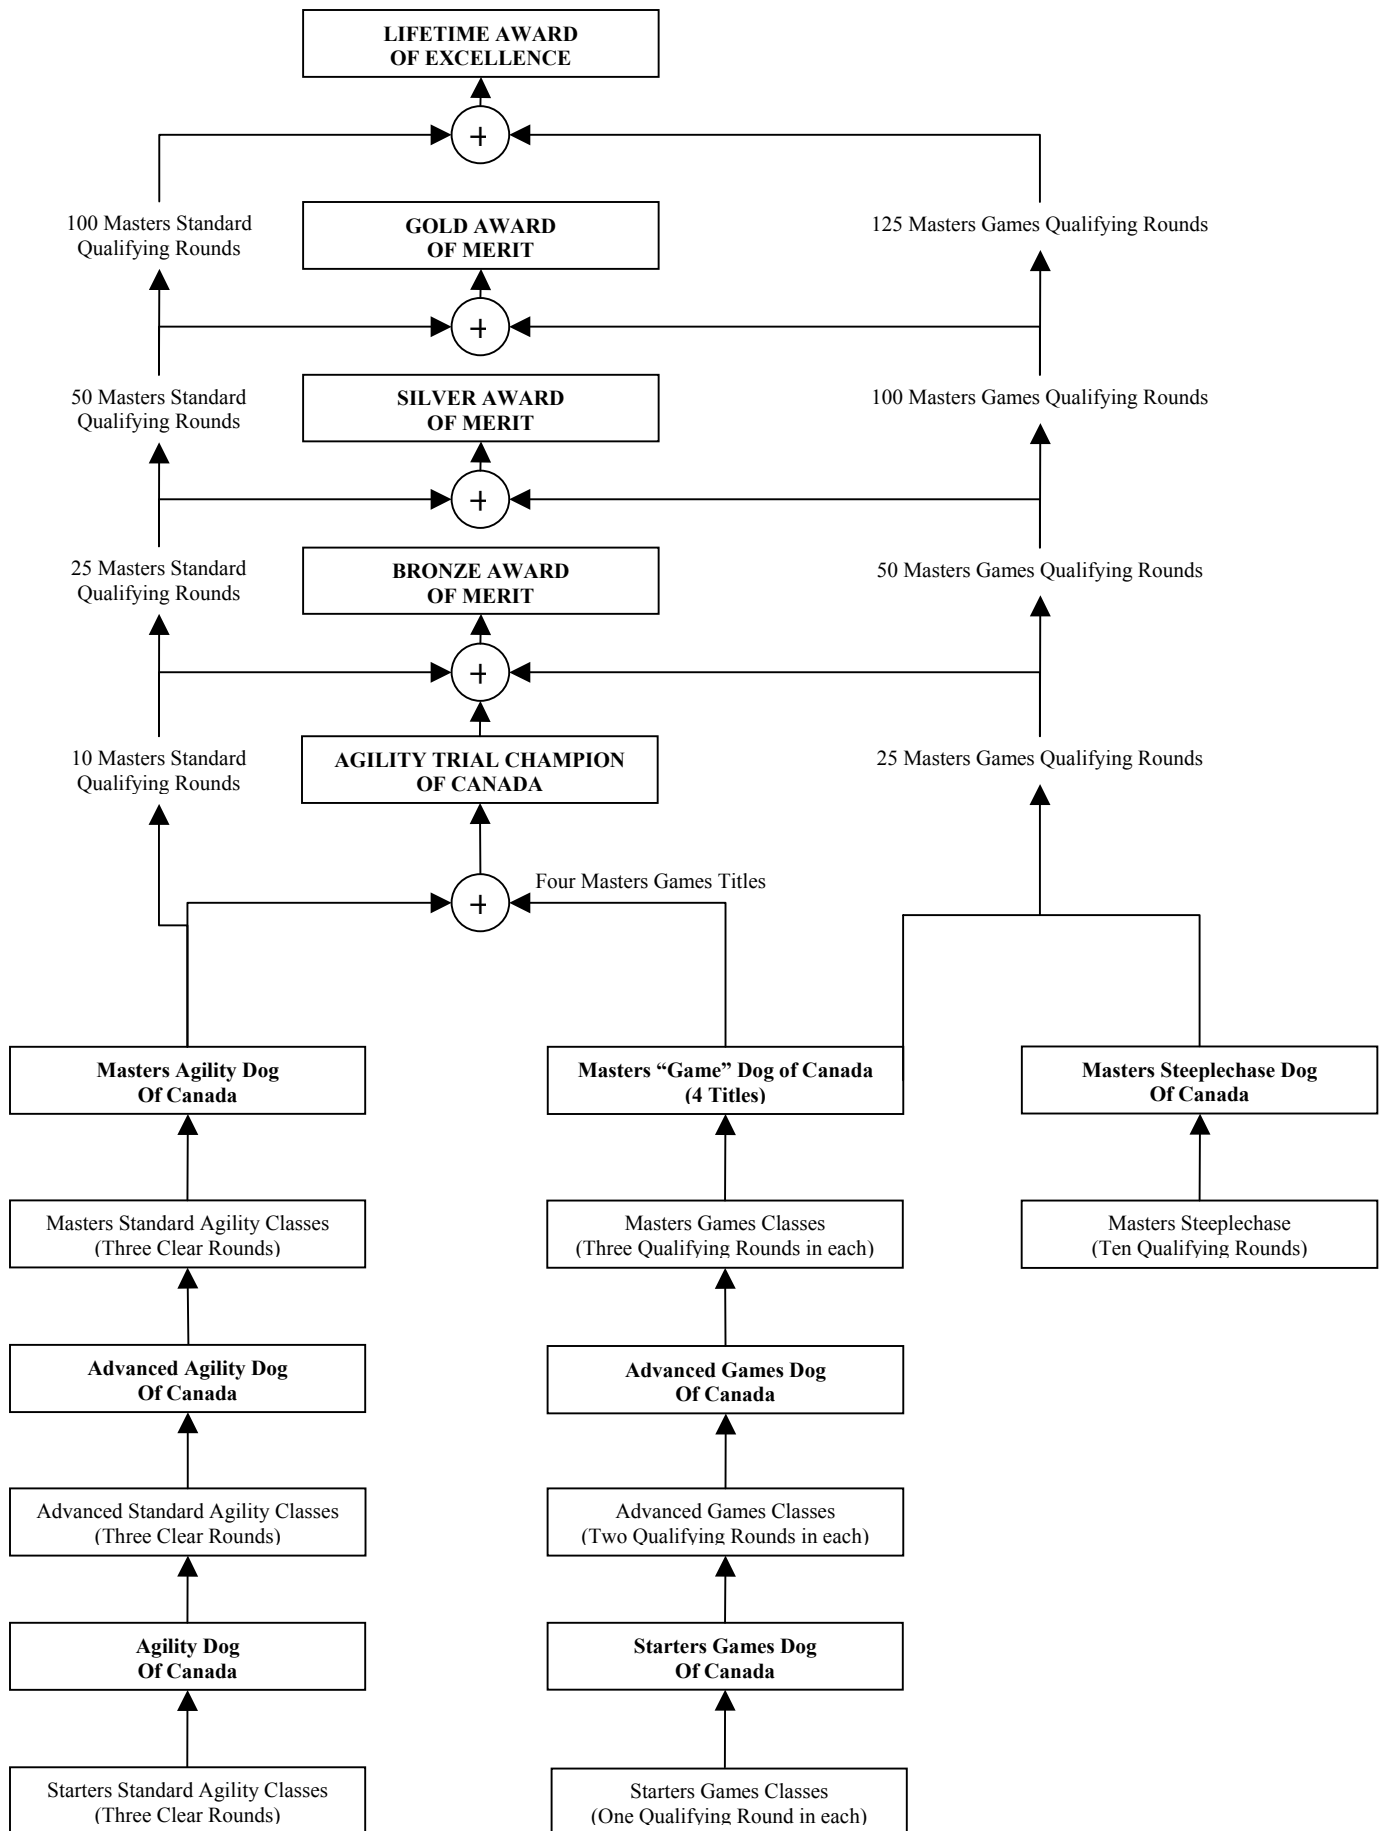 LIFETIME AWARD
OF EXCELLENCE
+
100 Masters Standard
Qualifying Rounds
GOLD AWARD
OF MERIT
125 Masters Games Qualifying Rounds
+
50 Masters Standard
Qualifying Rounds
SILVER AWARD
OF MERIT
100 Masters Games Qualifying Rounds
+
25 Masters Standard
Qualifying Rounds
BRONZE AWARD
OF MERIT
50 Masters Games Qualifying Rounds
+
10 Masters Standard
Qualifying Rounds
AGILITY TRIAL CHAMPION
OF CANADA
25 Masters Games Qualifying Rounds
Four Masters Games Titles
+
Masters Agility Dog
Of Canada
Masters “Game” Dog of Canada
(4 Titles)
Masters Steeplechase Dog
Of Canada
Masters Standard Agility Classes
(Three Clear Rounds)
Masters Games Classes
(Three Qualifying Rounds in each)
Masters Steeplechase
(Ten Qualifying Rounds)
Advanced Agility Dog
Of Canada
Advanced Games Dog
Of Canada
Advanced Standard Agility Classes
(Three Clear Rounds)
Advanced Games Classes
(Two Qualifying Rounds in each)
Agility Dog
Of Canada
Starters Games Dog
Of Canada
Starters Standard Agility Classes
(Three Clear Rounds)
Starters Games Classes
(One Qualifying Round in each)